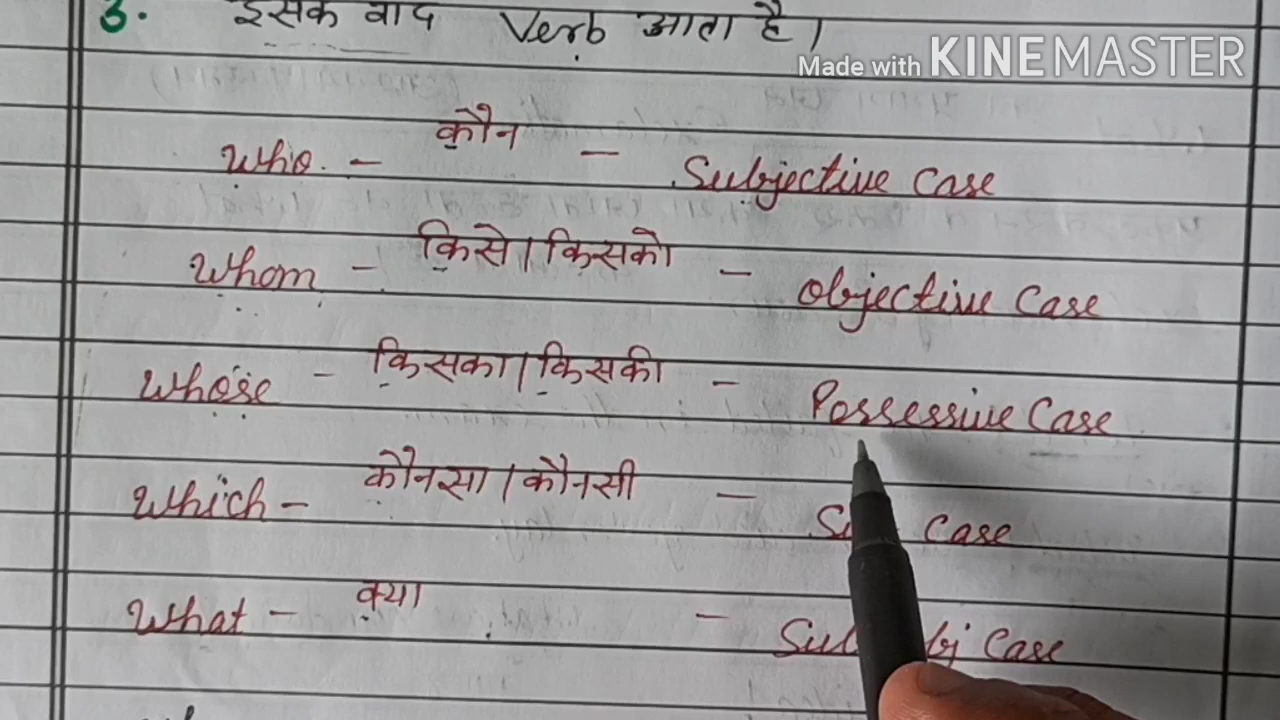 3. इसके बाद Verb आता है।
Made with KINEMASTER
Who. - कौन - Subjective Case
Whom - किसे। किसको - Objective Case
Whose - किसका। किसकी - Possessive Case
Which - कौनसा। कौनसी - Case
What - क्या - Case